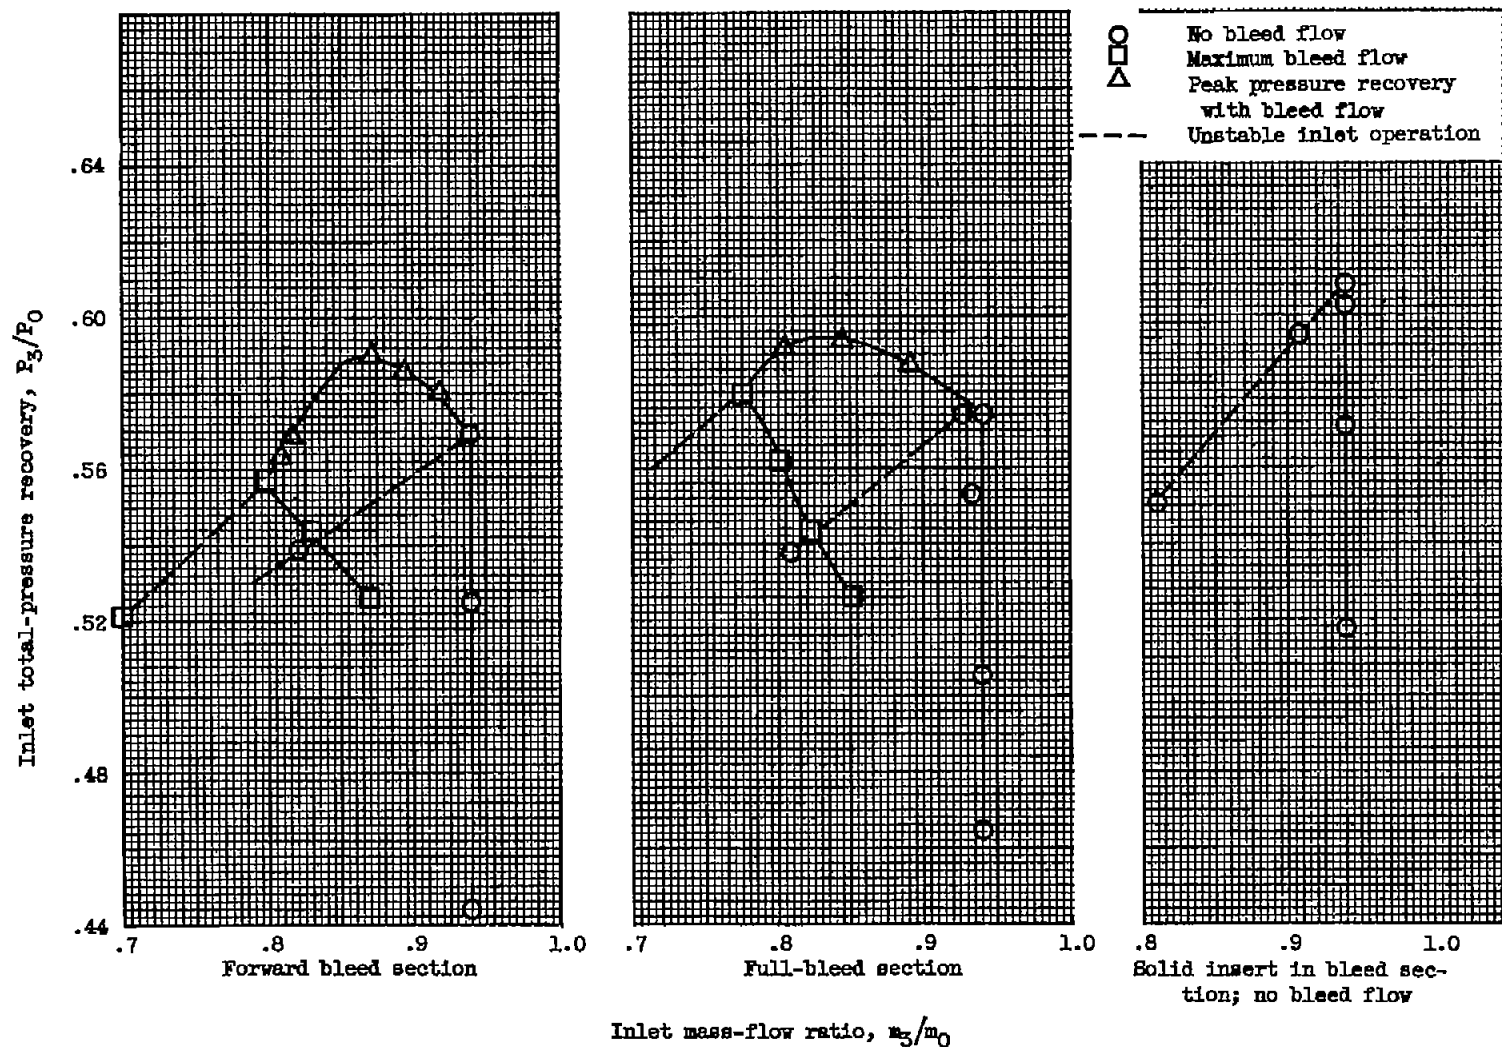 No bleed flow
Maximum bleed flow
Peak pressure recovery
with bleed flow
Unstable inlet operation
Inlet total-pressure recovery, P3/P0
.64
.60
.56
.52
.48
.44
.7 .8 .9 1.0
Forward bleed section
.7 .8 .9 1.0
Full-bleed section
.8 .9 1.0
Solid insert in bleed sec-
tion; no bleed flow
Inlet mass-flow ratio, m3/m0